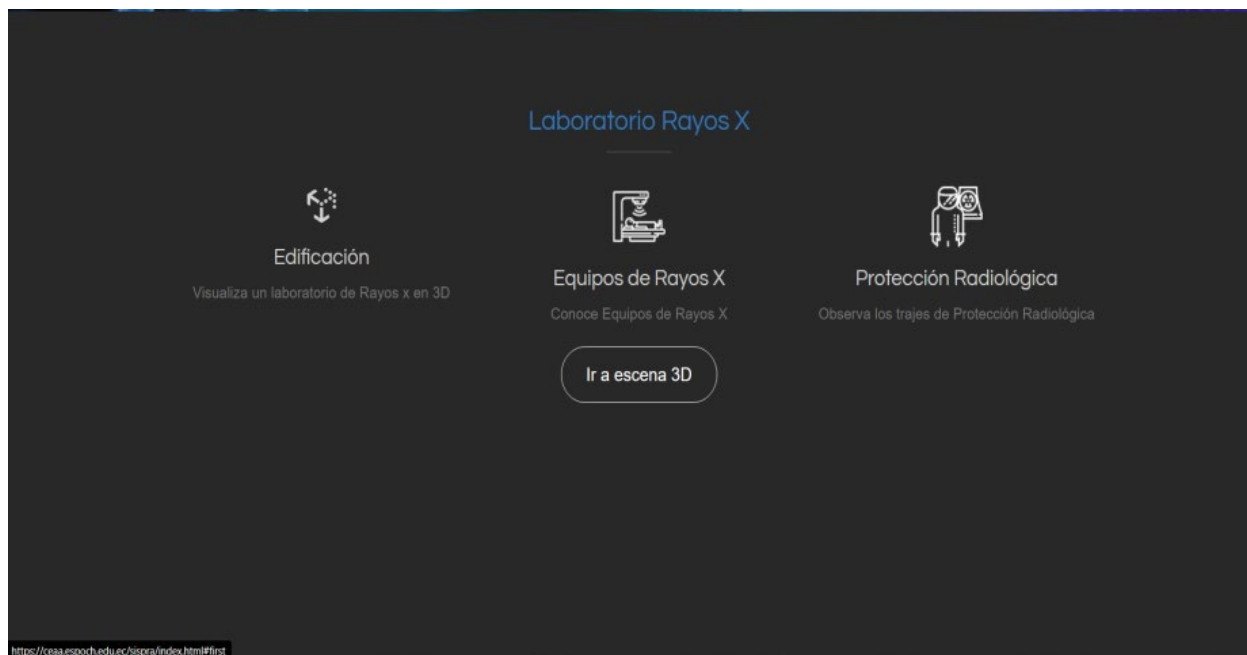 Laboratorio Rayos X
Edificación
Visualiza un laboratorio de Rayos x en 3D
Equipos de Rayos X
Conoce Equipos de Rayos X
Ir a escena 3D
Protección Radiológica
Observa los trajes de Protección Radiológica
https://ceaa.espoch.edu.ec/sispra/index.html#first